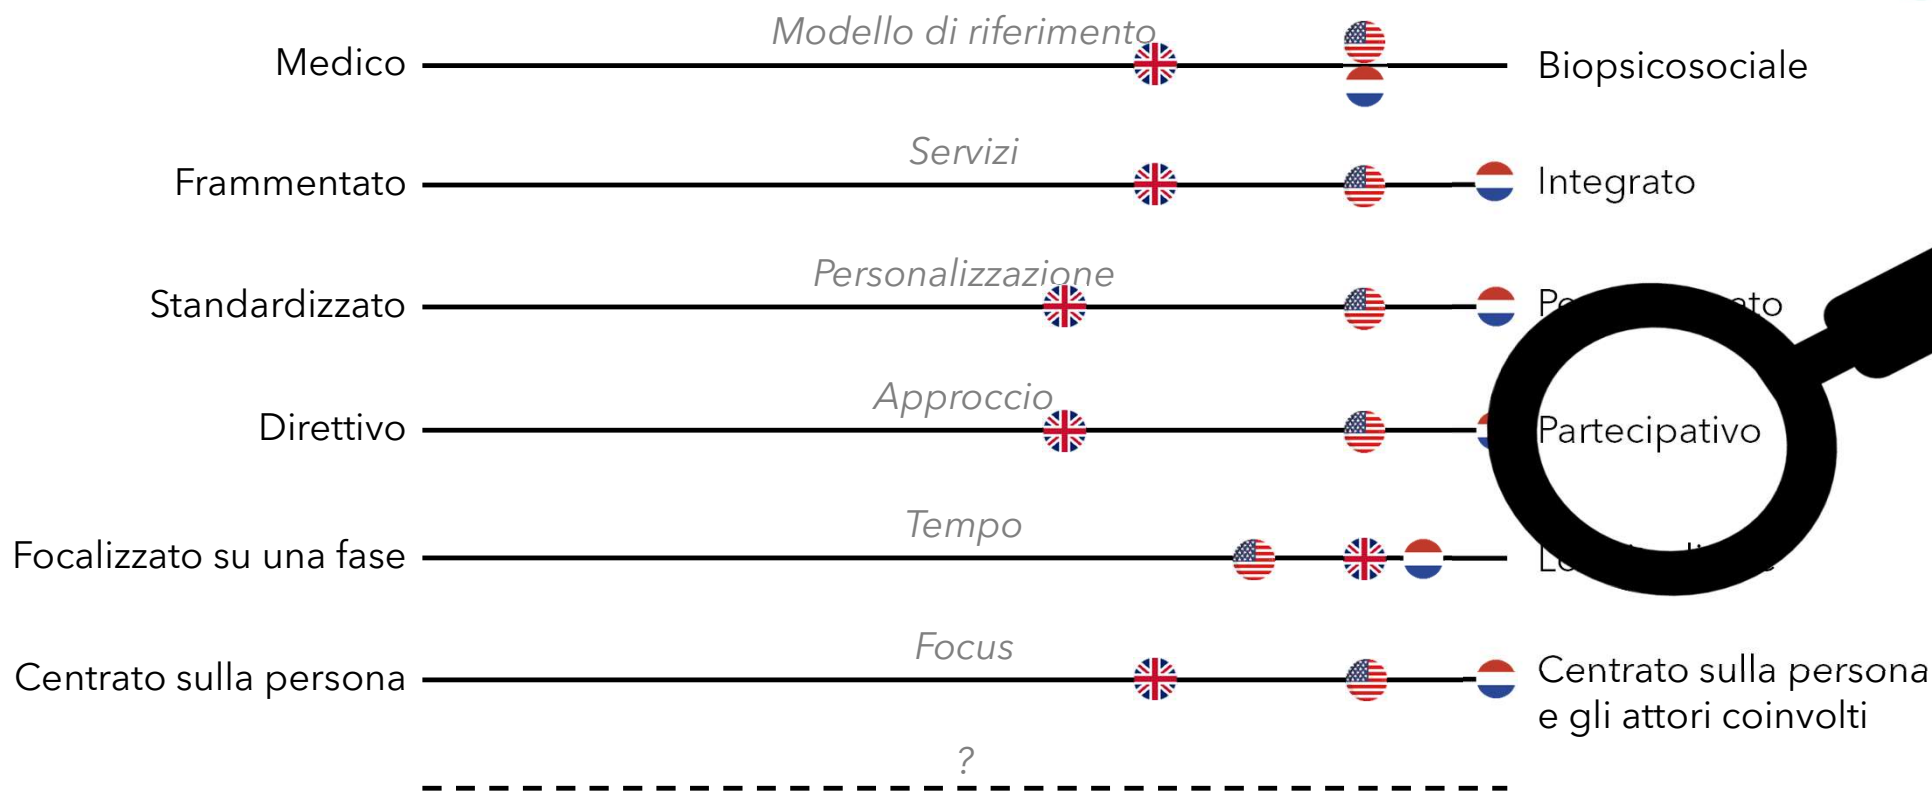 Modello di riferimento
Medico
Biopsicosociale
Servizi
Frammentato
Integrato
Personalizzazione
Standardizzato
Approccio
Direttivo
Partecipativo
Tempo
Focalizzato su una fase
Focus
Centrato sulla persona
Centrato sulla persona
e gli attori coinvolti
?